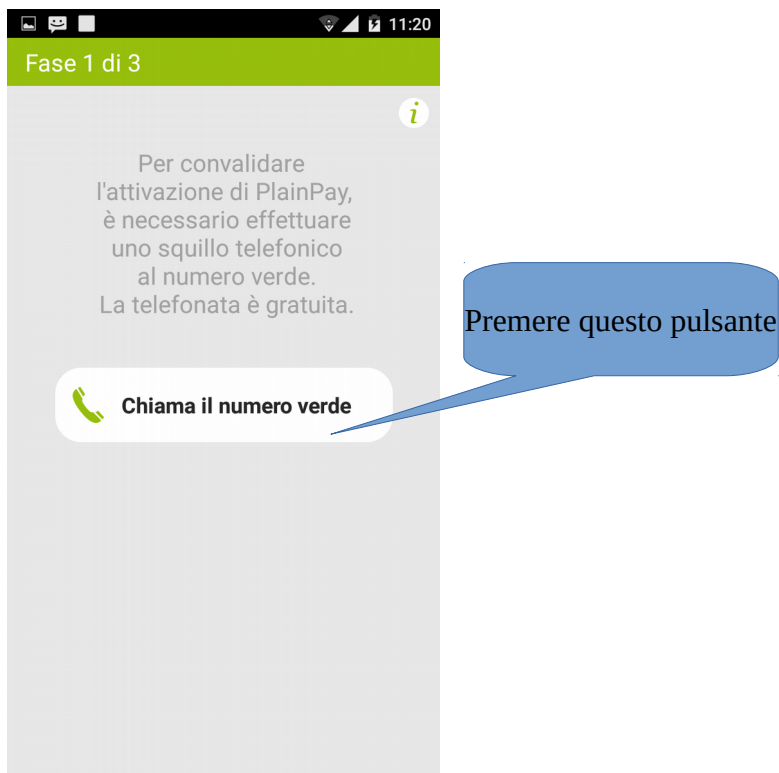 11:20
Fase 1 di 3
i
Per convalidare
l'attivazione di PlainPay,
è necessario effettuare
uno squillo telefonico
al numero verde.
La telefonata è gratuita.
Premere questo pulsante
Chiama il numero verde